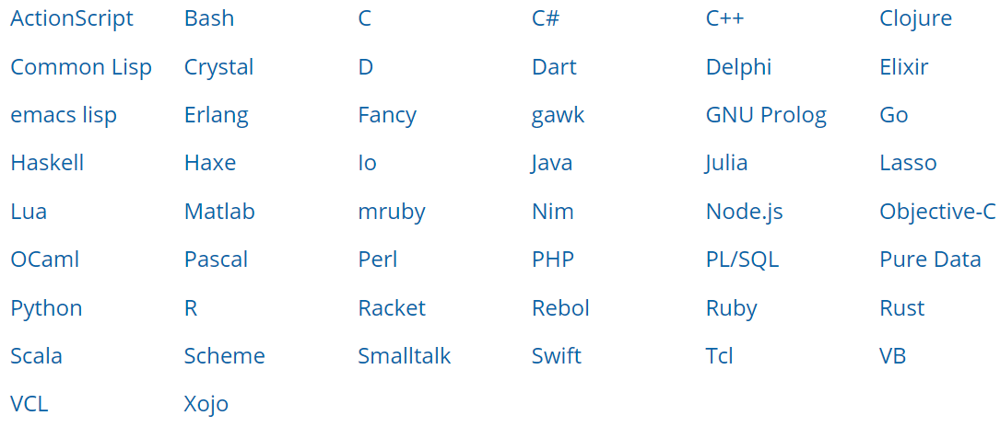 ActionScript Bash C C# C++ Clojure
Common Lisp Crystal D Dart Delphi Elixir
emacs lisp Erlang Fancy gawk GNU Prolog Go
Haskell Haxe Io Java Julia Lasso
Lua Matlab mruby Nim Node.js Objective-C
OCaml Pascal Perl PHP PL/SQL Pure Data
Python R Racket Rebol Ruby Rust
Scala Scheme Smalltalk Swift Tcl VB
VCL Xojo